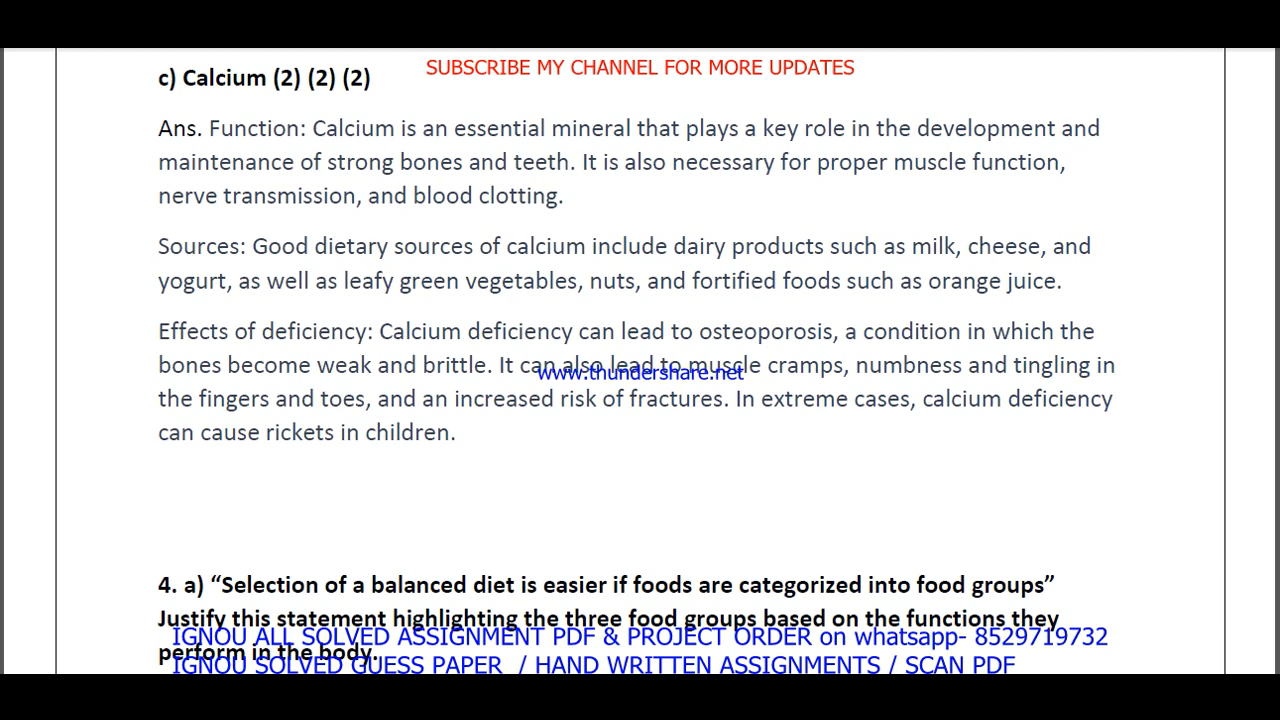 SUBSCRIBE MY CHANNEL FOR MORE UPDATES
c) Calcium (2) (2) (2)
Ans. Function: Calcium is an essential mineral that plays a key role in the development and
maintenance of strong bones and teeth. It is also necessary for proper muscle function,
nerve transmission, and blood clotting.
Sources: Good dietary sources of calcium include dairy products such as milk, cheese, and
yogurt, as well as leafy green vegetables, nuts, and fortified foods such as orange juice.
Effects of deficiency: Calcium deficiency can lead to osteoporosis, a condition in which the
bones become weak and brittle. It can also lead to muscle cramps, numbness and tingling in
www.thundershare.net
the fingers and toes, and an increased risk of fractures. In extreme cases, calcium deficiency
can cause rickets in children.
4. a) “Selection of a balanced diet is easier if foods are categorized into food groups”
Justify this statement highlighting the three food groups based on the functions they
IGNOU ALL SOLVED ASSIGNMENT PDF & PROJECT ORDER on whatsapp- 8529719732
perform in the body.
IGNOU SOLVED GUESS PAPER / HAND WRITTEN ASSIGNMENTS / SCAN PDF